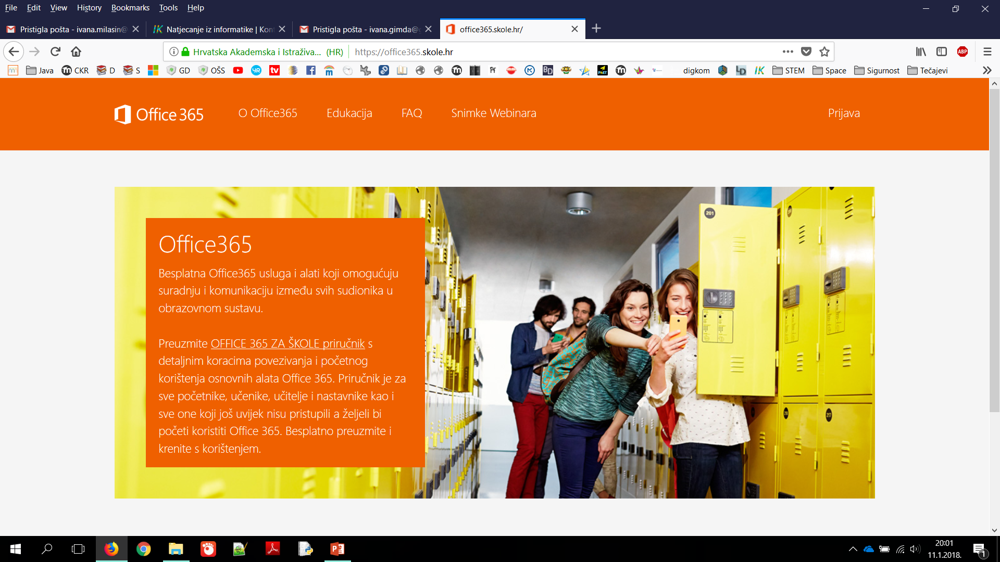 File Edit View History Bookmarks Tools Help
Pristigla pošta - ivana.milasin@
Natjecanje iz informatike | Kon
Pristigla pošta - ivana.gimda@
office365.skole.hr/
Hrvatska Akademska i Istraživa... (HR) https://office365.skole.hr
ABP
Java CKR D S GD OŠS digkom STEM Space Sigurnost Tečajevi
Office 365 O Office365 Edukacija FAQ Snimke Webinara Prijava
201
Office365
Besplatna Office365 usluga i alati koji omogućuju
suradnju i komunikaciju između svih sudionika u
obrazovnom sustavu.
Preuzmite OFFICE 365 ZA ŠKOLE priručnik s
detaljnim koracima povezivanja i početnog
korištenja osnovnih alata Office 365. Priručnik je za
sve početnike, učenike, učitelje i nastavnike kao i
sve one koji još uvijek nisu pristupili a željeli bi
početi koristiti Office 365. Besplatno preuzmite i
krenite s korištenjem.
217
20:01
11.1.2018.
1